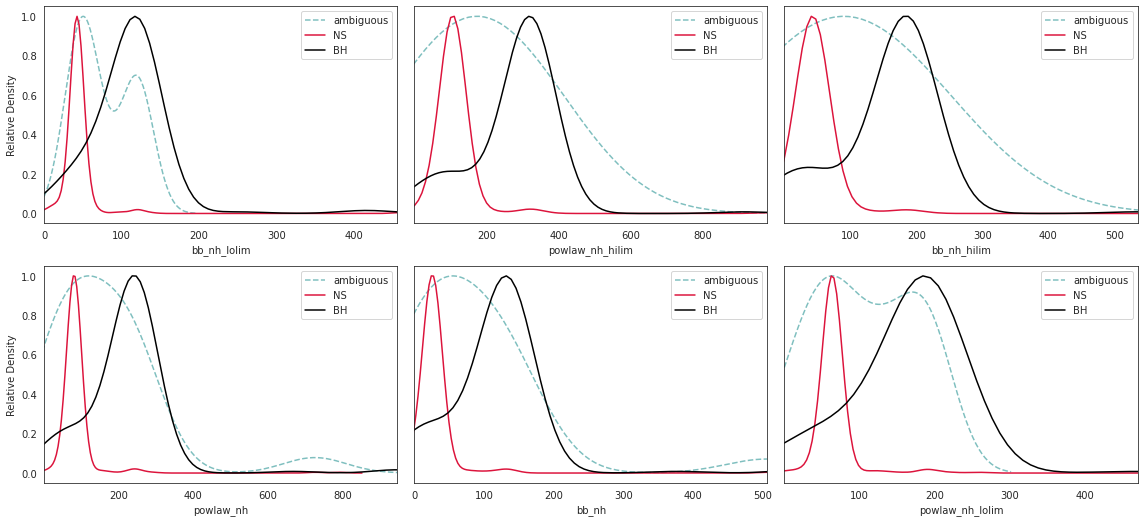 Relative Density
1.0
0.8
0.6
0.4
0.2
0.0
ambiguous
NS
BH
0 100 200 300 400
bb_nh_lolim
ambiguous
NS
BH
200 400 600 800
powlaw_nh_hilim
ambiguous
NS
BH
100 200 300 400 500
bb_nh_hilim
Relative Density
1.0
0.8
0.6
0.4
0.2
0.0
ambiguous
NS
BH
200 400 600 800
powlaw_nh
ambiguous
NS
BH
0 100 200 300 400 500
bb_nh
ambiguous
NS
BH
100 200 300 400
powlaw_nh_lolim